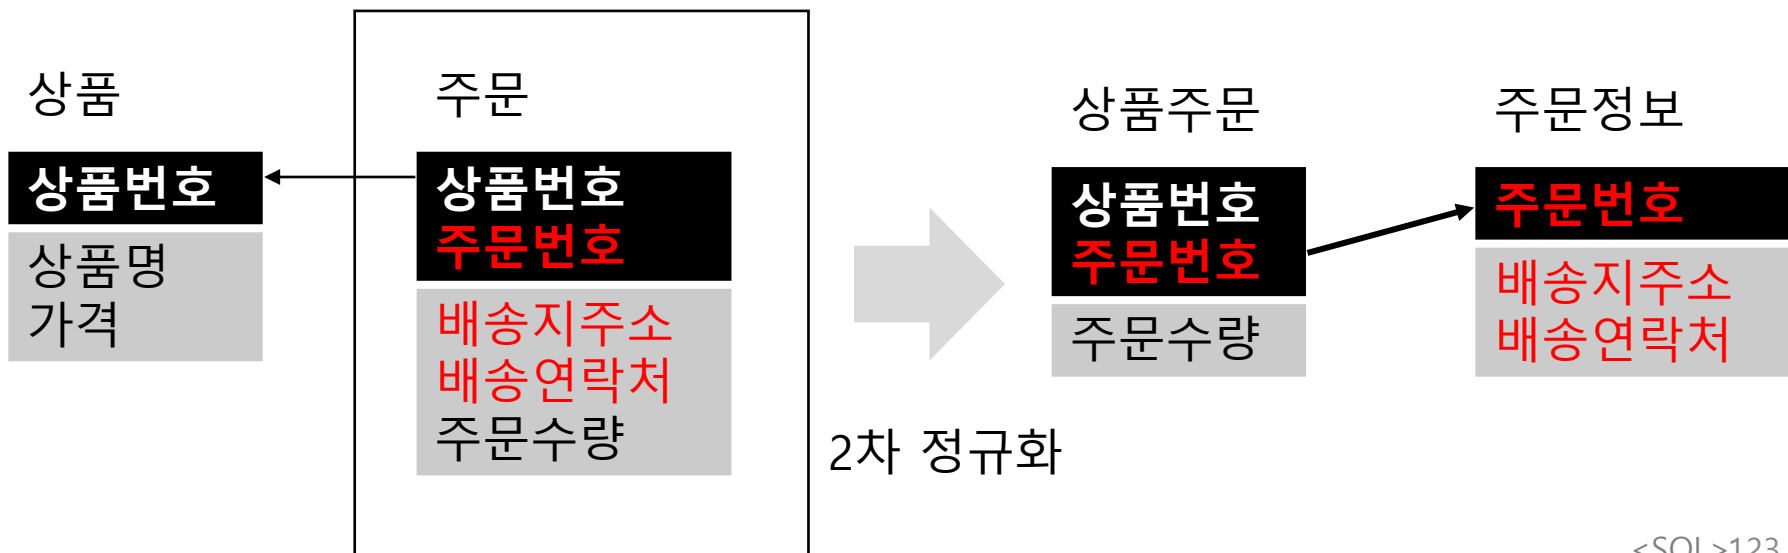 상품
상품번호
상품명
가격
주문
상품번호
주문번호
배송지주소
배송연락처
주문수량
2차 정규화
상품주문
상품번호
주문번호
주문수량
주문정보
주문번호
배송지주소
배송연락처
<SQL>123